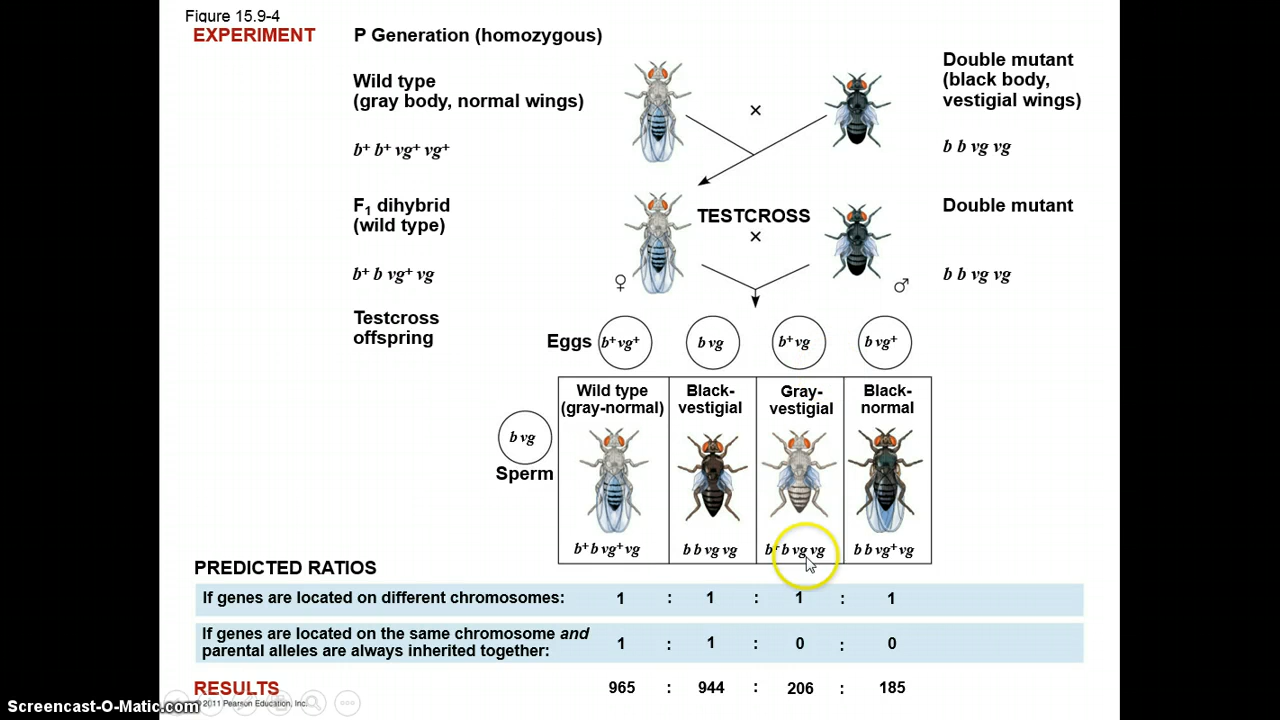 Figure 15.9-4
EXPERIMENT
P Generation (homozygous)
Wild type
(gray body, normal wings)
b⁺ b⁺ vg⁺ vg⁺
×
Double mutant
(black body,
vestigial wings)
b b vg vg
F₁ dihybrid
(wild type)
b⁺ b vg⁺ vg
TESTCROSS
×
♀
♂
Double mutant
b b vg vg
Testcross
offspring
Eggs
b⁺ vg⁺
b vg
b⁺ vg
b vg⁺
b vg
Sperm
Wild type
(gray-normal)
Black-
vestigial
Gray-
vestigial
Black-
normal
b⁺ b vg⁺ vg
b b vg vg
b⁺ b vg vg
b b vg⁺ vg
PREDICTED RATIOS
If genes are located on different chromosomes: 1 : 1 : 1 : 1
If genes are located on the same chromosome and
parental alleles are always inherited together: 1 : 1 : 0 : 0
RESULTS 965 : 944 : 206 : 185
© 2011 Pearson Education, Inc.
Screencast-O-Matic.com